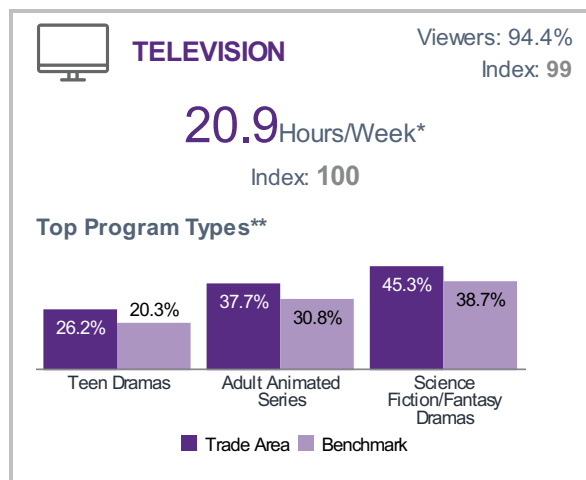 TELEVISION
Viewers: 94.4%
Index: 99
20.9Hours/Week*
Index: 100
Top Program Types**
26.2%
20.3%
37.7%
30.8%
45.3%
38.7%
Teen Dramas
Adult Animated
Series
Science
Fiction/Fantasy
Dramas
Trade Area
Benchmark